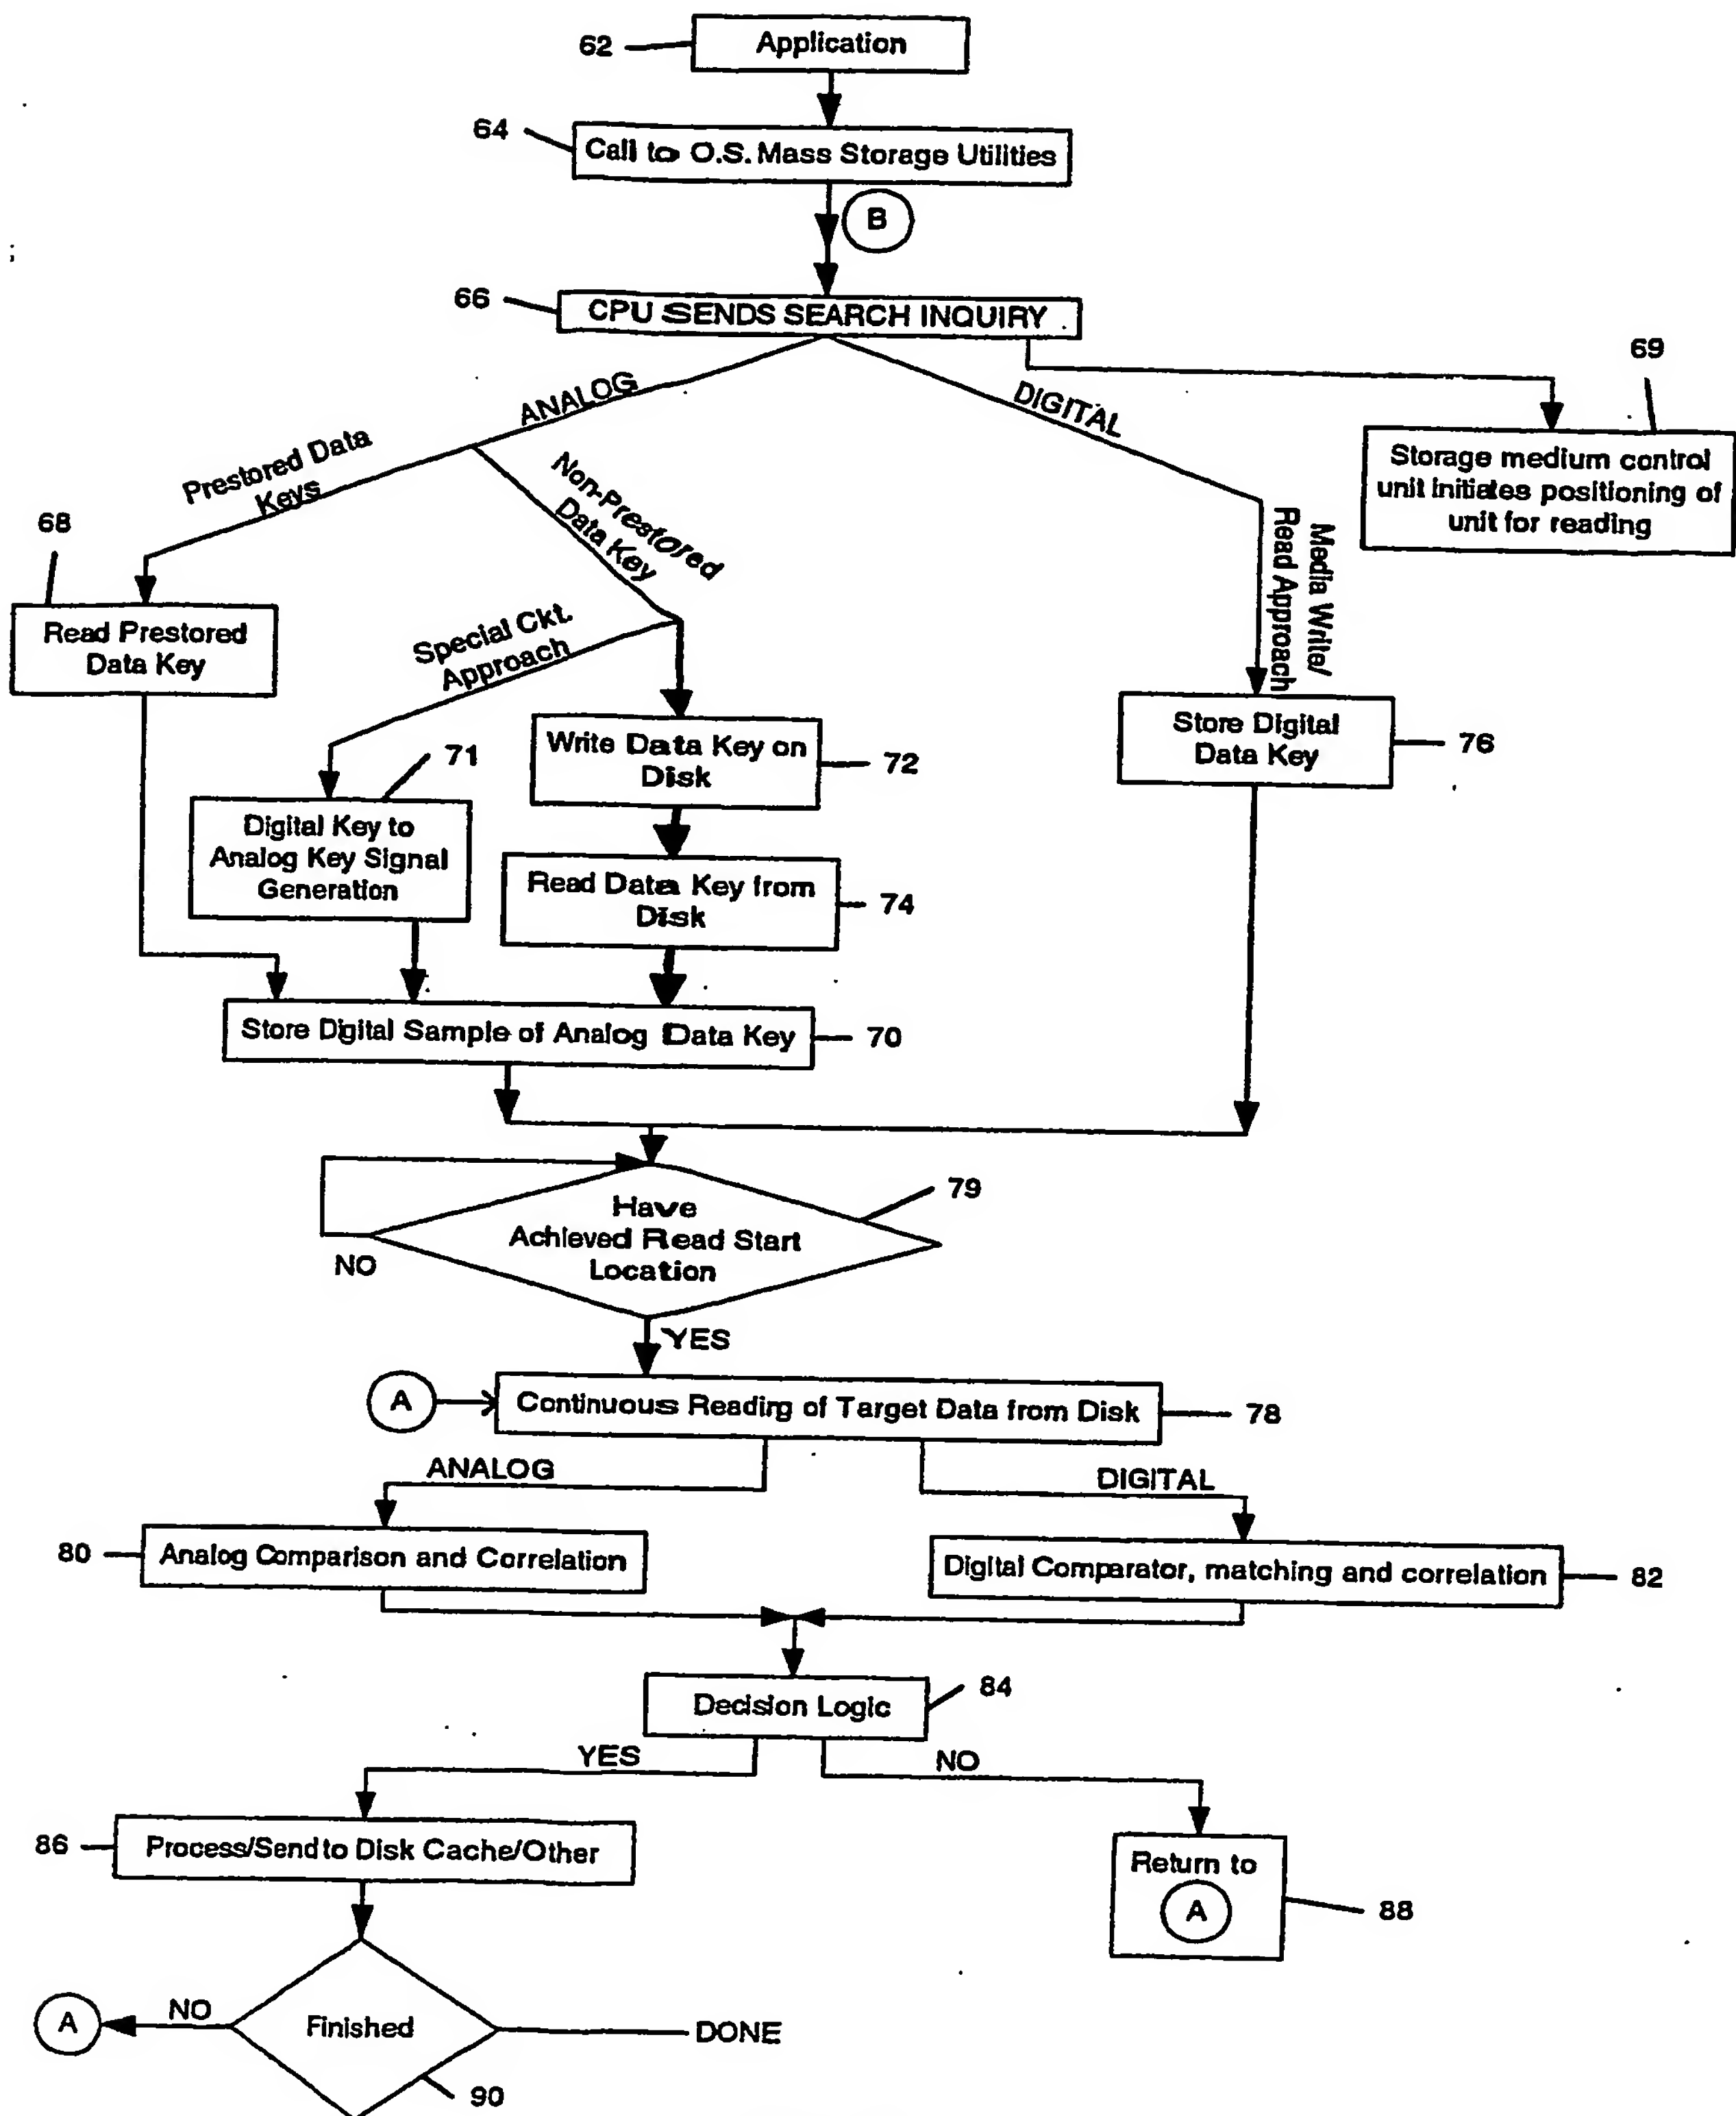 62
Application
64
Call to O.S. Mass Storage Utilities
B
66
CPU SENDS SEARCH INQUIRY
69
ANALOG
DIGITAL
Storage medium control
unit initiates positioning of
unit for reading
Prestored Data
Keys
Non-Prestored
Data Key
Media Write/
Read Approach
68
Read Prestored
Data Key
Special Ckt.
Approach
71
Write Data Key on
Disk
72
Store Digital
Data Key
76
Digital Key to
Analog Key Signal
Generation
Read Data Key from
Disk
74
Store Digital Sample of Analog Data Key
70
79
Have
Achieved Read Start
Location
NO
YES
A
Continuous Reading of Target Data from Disk
78
ANALOG
DIGITAL
80
Analog Comparison and Correlation
Digital Comparator, matching and correlation
82
Decision Logic
84
YES
NO
86
Process/Send to Disk Cache/Other
Return to
A
88
A
NO
Finished
DONE
90